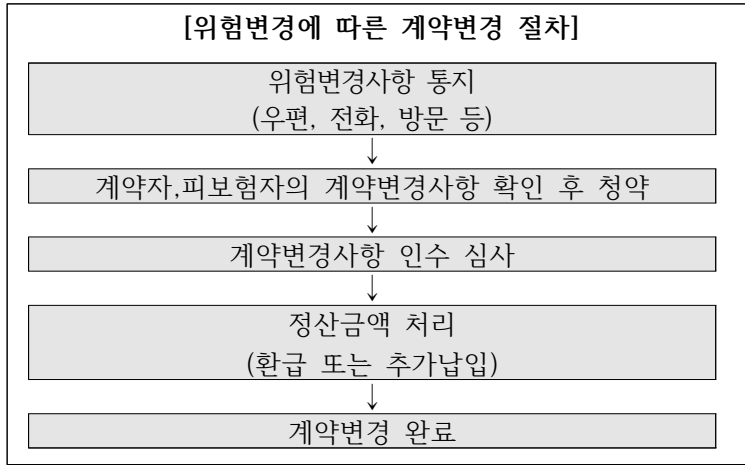 [위험변경에 따른 계약변경 절차]
위험변경사항 통지
(우편, 전화, 방문 등)
↓
계약자,피보험자의 계약변경사항 확인 후 청약
↓
계약변경사항 인수 심사
↓
정산금액 처리
(환급 또는 추가납입)
↓
계약변경 완료